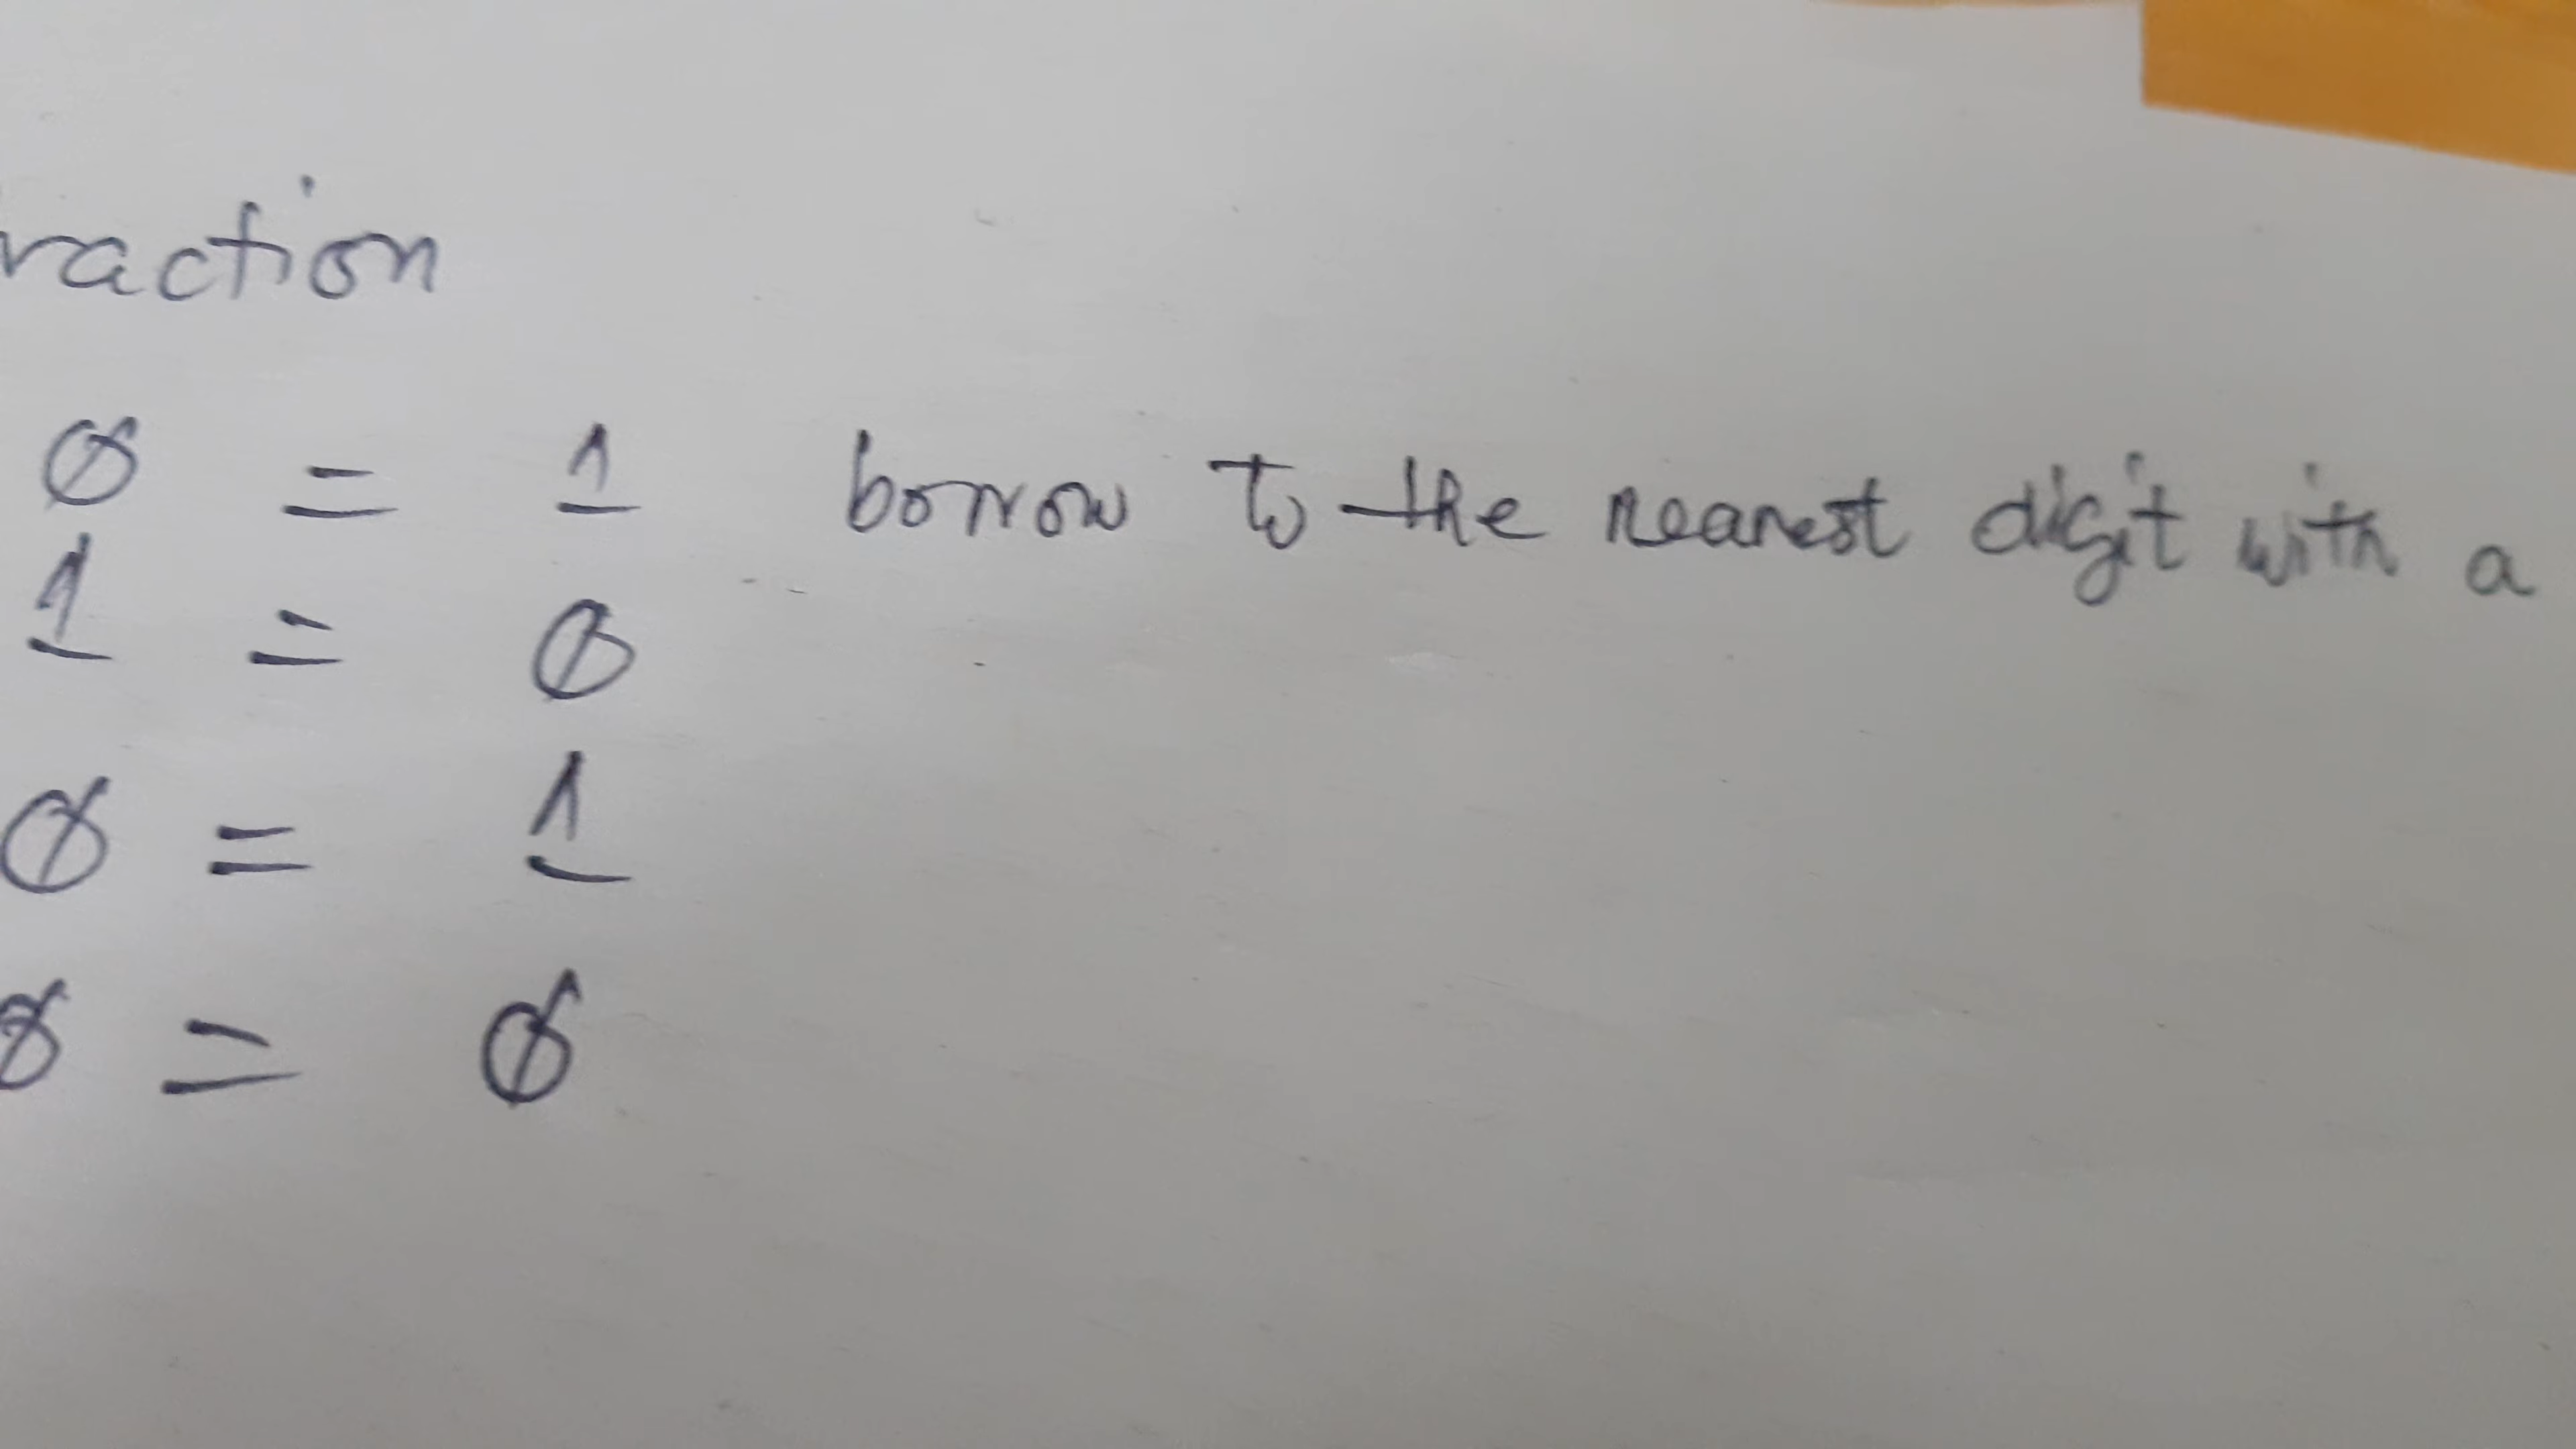 raction
0 = 1 borrow to the nearest digit with a
1 = 0
0 = 1
0 = 0